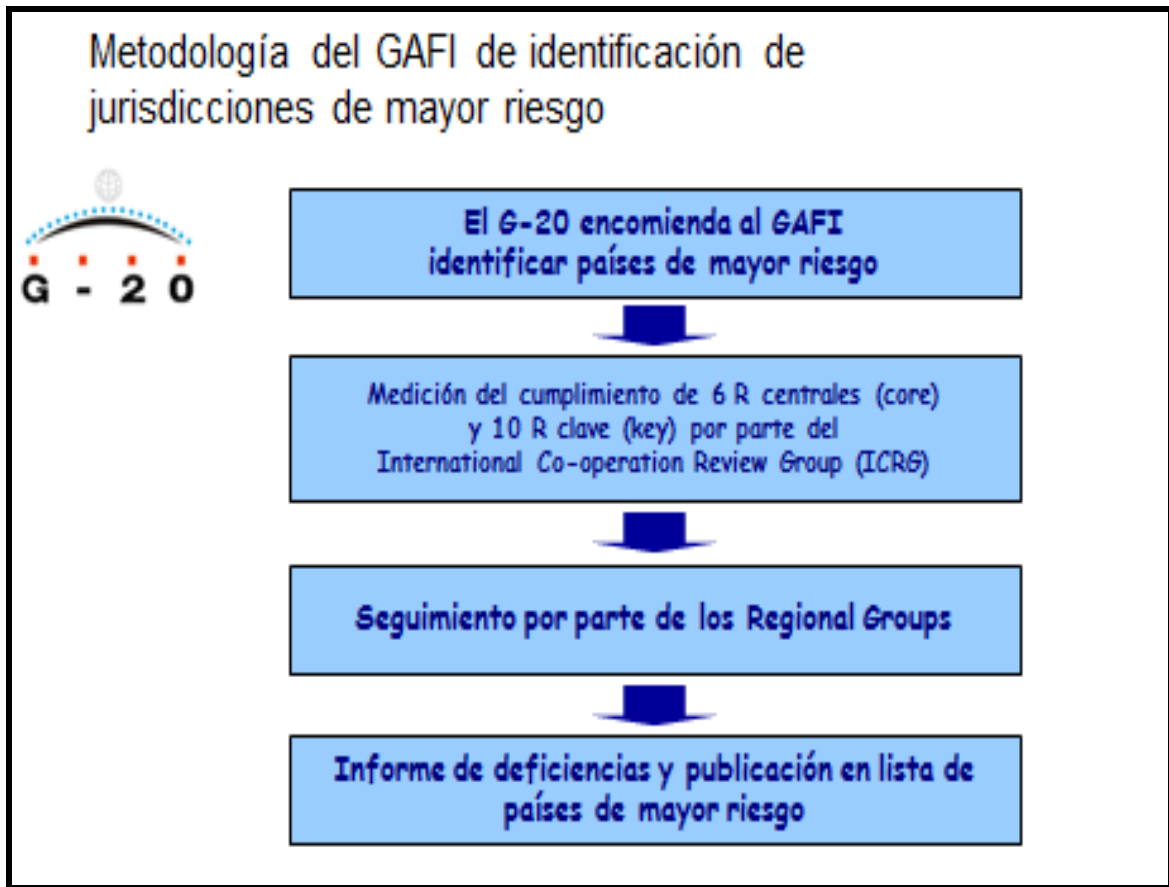 Metodología del GAFI de identificación de
jurisdicciones de mayor riesgo
G - 20
El G-20 encomienda al GAFI
identificar países de mayor riesgo
Medición del cumplimiento de 6 R centrales (core)
y 10 R clave (key) por parte del
International Co-operation Review Group (ICRG)
Seguimiento por parte de los Regional Groups
Informe de deficiencias y publicación en lista de
países de mayor riesgo